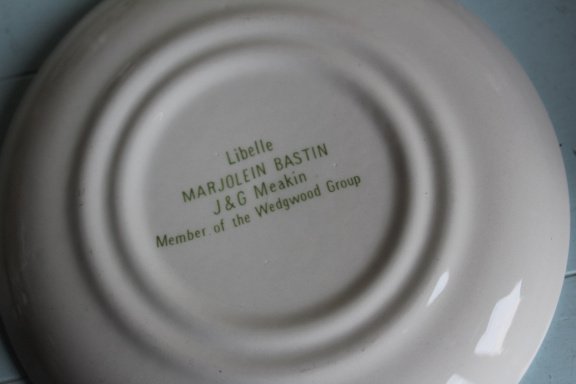 Libelle
MARJOLEIN BASTIN
J&G Meakin
Member of the Wedgwood Group